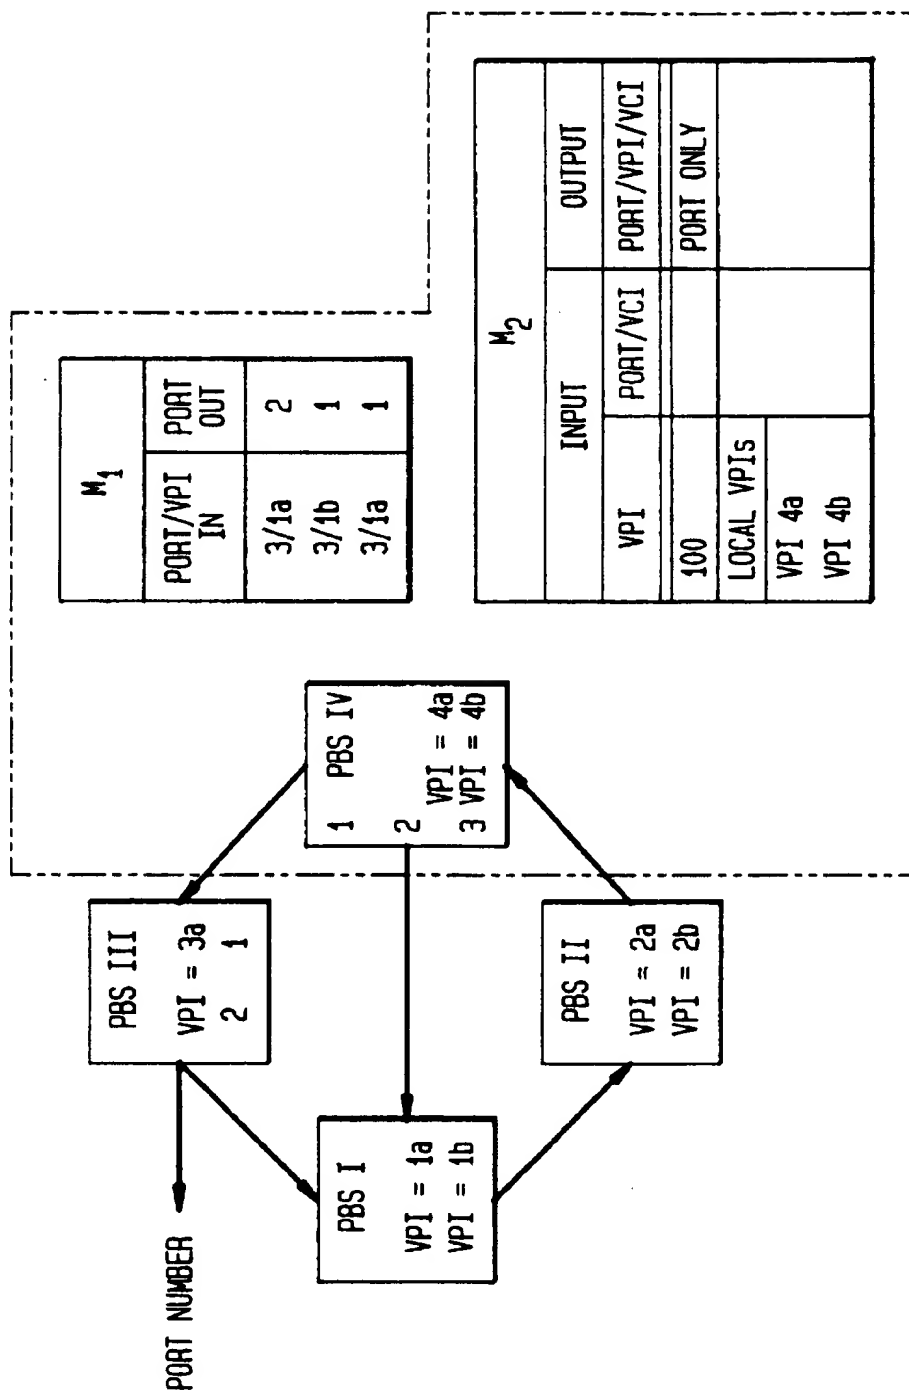 PORT NUMBER
PBS III
VPI = 3a
2 1
M1
PORT/VPI IN
PORT OUT
3/1a 2
3/1b 1
3/1a 1
PBS I
VPI = 1a
VPI = 1b
1 PBS IV
2
VPI = 4a
3 VPI = 4b
PBS II
VPI = 2a
VPI = 2b
M2
INPUT OUTPUT
VPI PORT/VCI PORT/VPI/VCI
100 PORT ONLY
LOCAL VPIs
VPI 4a
VPI 4b